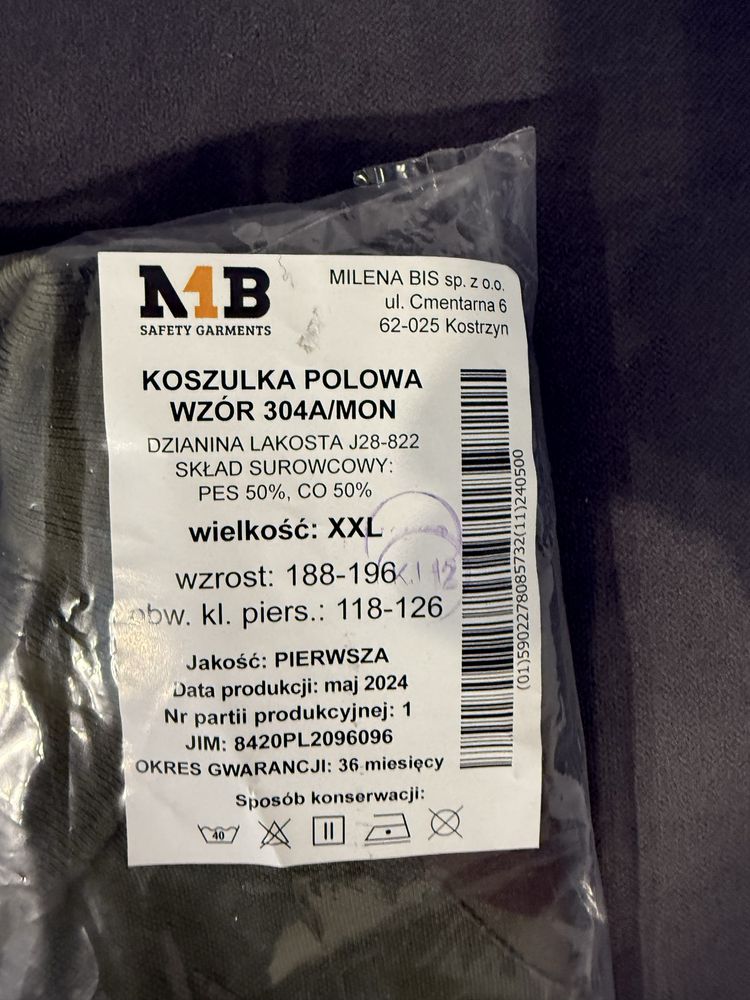 M1B
SAFETY GARMENTS
MILENA BIS sp. z o.o.
ul. Cmentarna 6
62-025 Kostrzyn
KOSZULKA POLOWA
WZÓR 304A/MON
DZIANINA LAKOSTA J28-822
SKŁAD SUROWCOWY:
PES 50%, CO 50%
wielkość: XXL
wzrost: 188-196
obw. kl. piers.: 118-126
Jakość: PIERWSZA
Data produkcji: maj 2024
Nr partii produkcyjnej: 1
JIM: 8420PL2096096
OKRES GWARANCJI: 36 miesięcy
Sposób konserwacji:
40
(01)5902278085732(11)240500